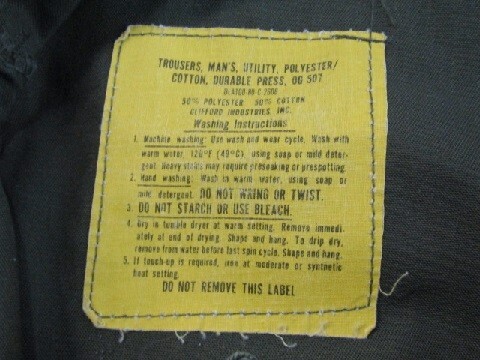 TROUSERS, MAN'S, UTILITY, POLYESTER/
COTTON, DURABLE PRESS, OG 507
50% POLYESTER 50% COTTON
CLIFFORD INDUSTRIES, INC.
Washing Instructions
1. Machine washing: Use wash and wear cycle. Wash with
warm water, 120°F (49°C), using soap or mild deter-
gent. Heavy stains may require presoaking or prespotting.
2. Hand washing: Wash in warm water, using soap or
mild detergent. DO NOT WRING OR TWIST.
3. DO NOT STARCH OR USE BLEACH.
4. Dry in tumble dryer at warm setting. Remove immedi-
ately at end of drying. Shape and hang. To drip dry,
remove from water before last spin cycle. Shape and hang.
5. If touch-up is required, iron at moderate or synthetic
heat setting.
DO NOT REMOVE THIS LABEL